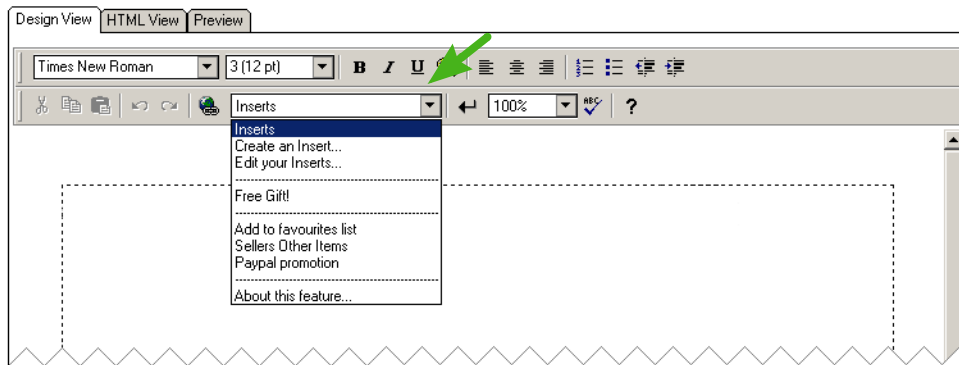 Design View HTML View Preview
Times New Roman 3 (12 pt) B I U
Inserts 100% ABC ?
Inserts
Create an Insert...
Edit your Inserts...
Free Gift!
Add to favourites list
Sellers Other Items
Paypal promotion
About this feature...